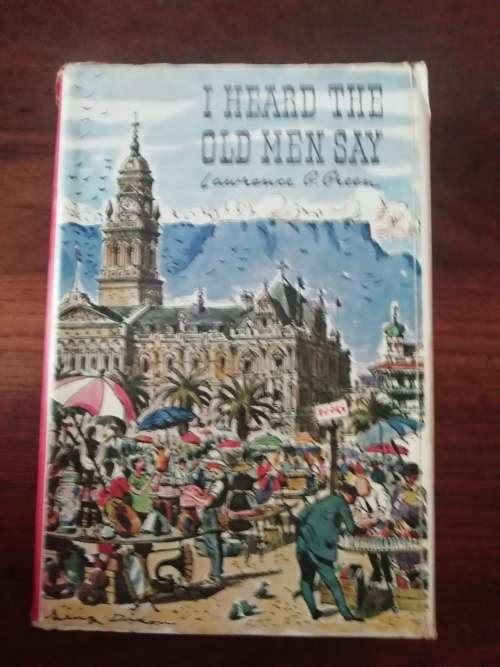 I HEARD THE
OLD MEN SAY
Lawrence G. Green